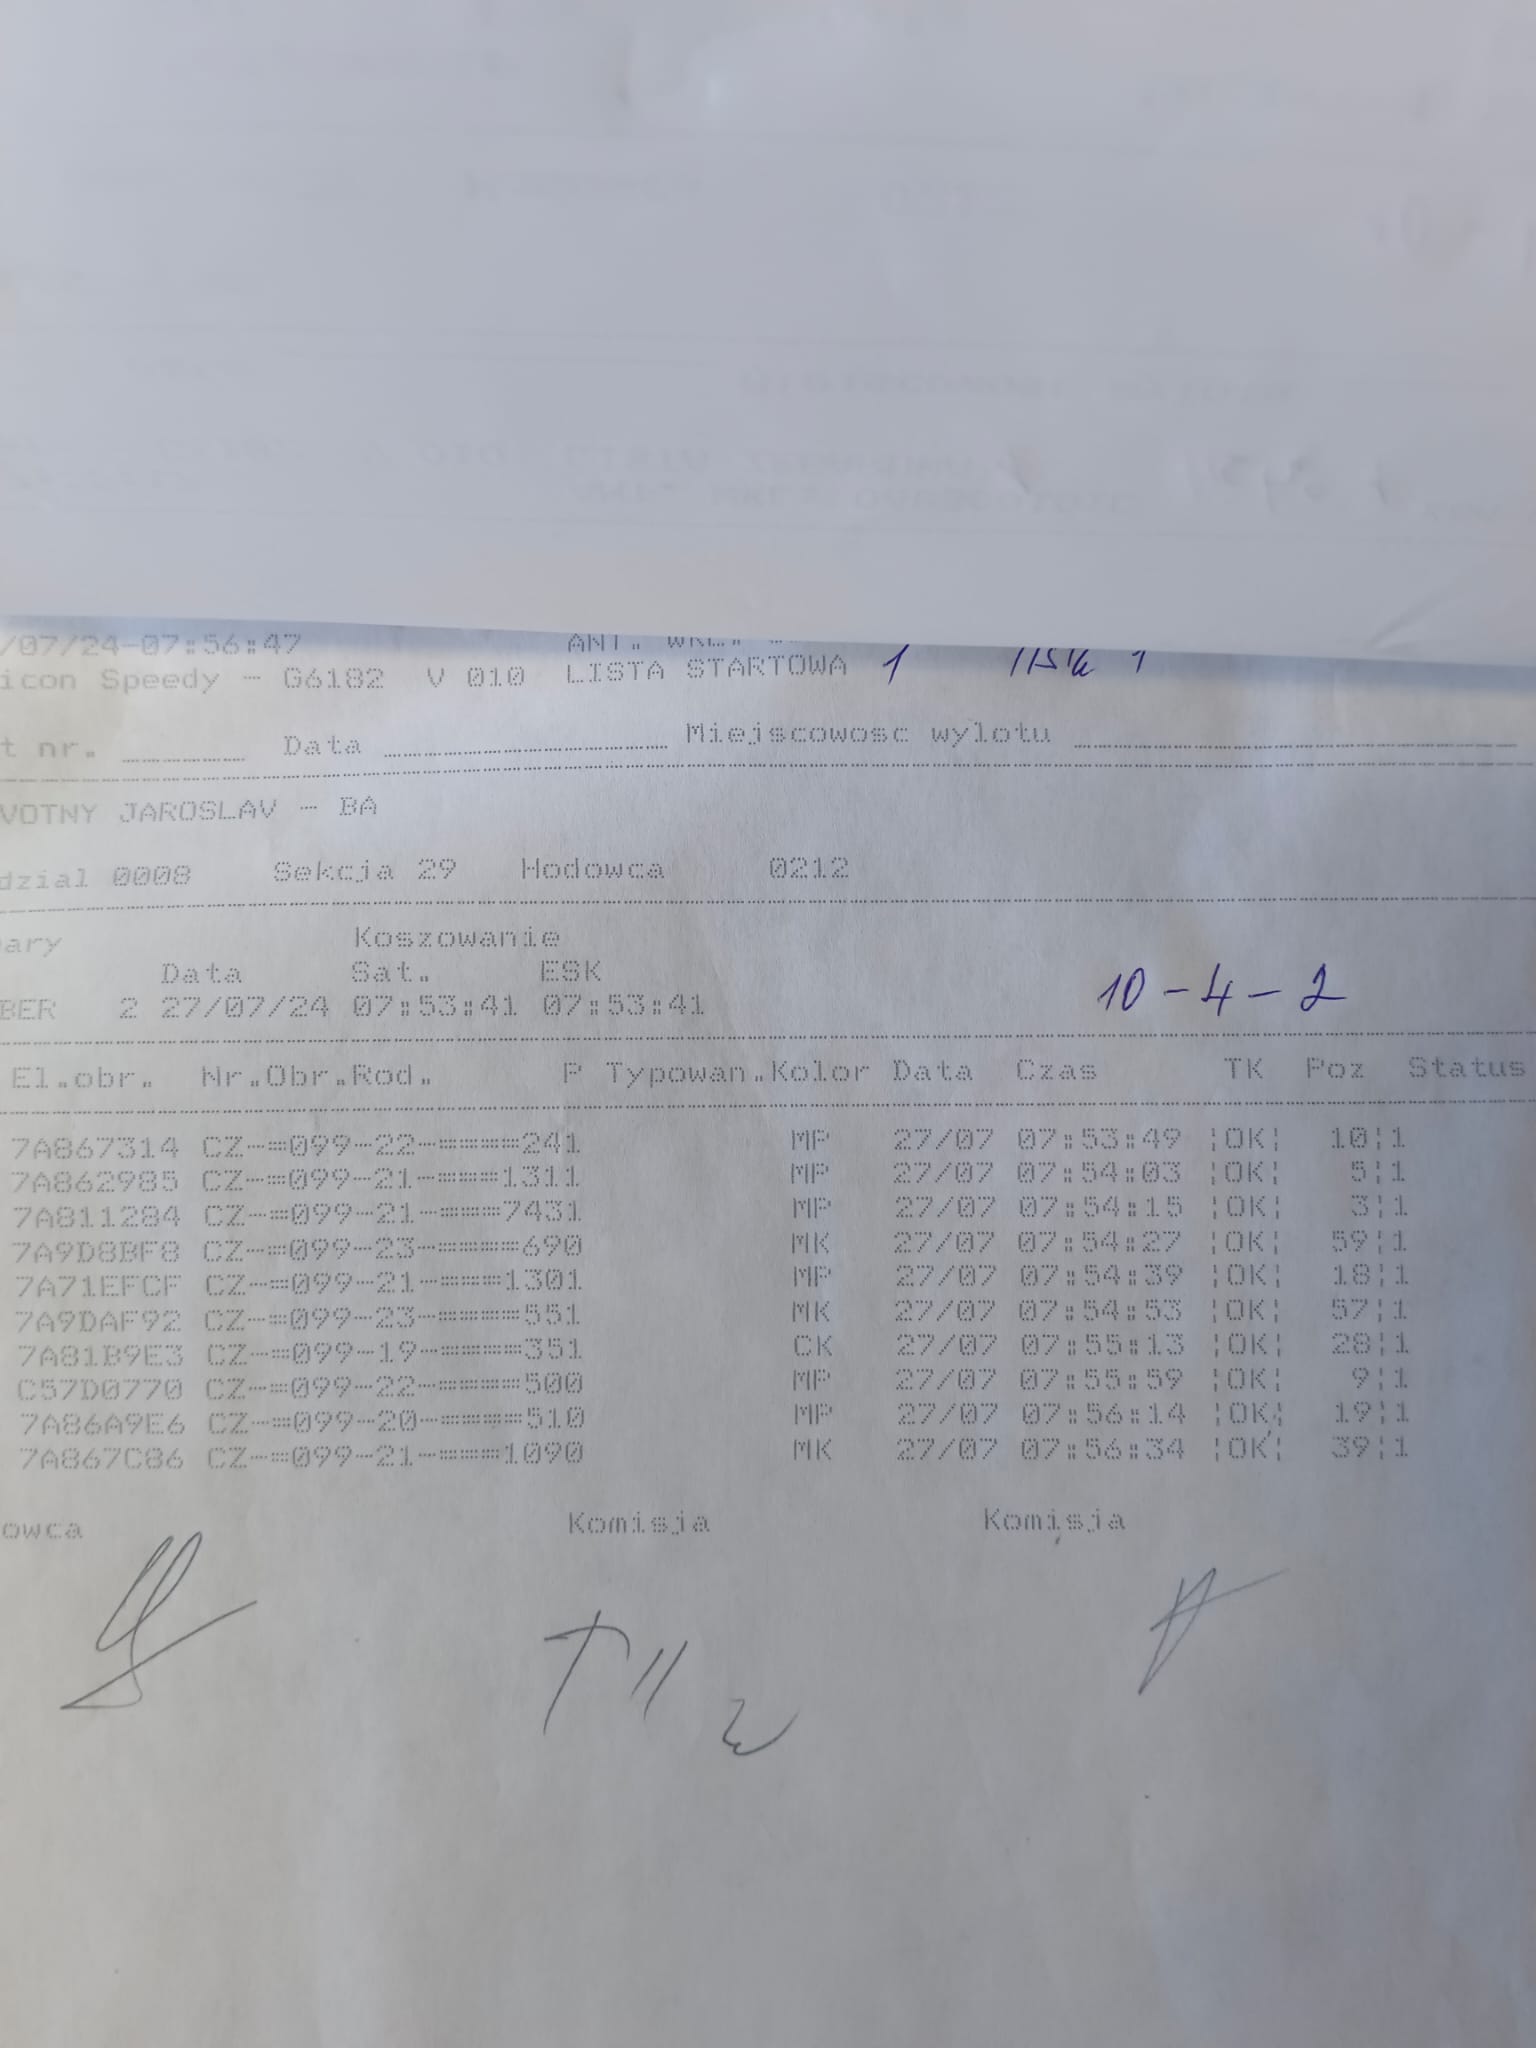 /07/24-07:56:47 ANT. WKL.
icon Speedy - G6182 V 010 LISTA STARTOWA 1
t nr. Data Miejscowosc wylotu
VOTNY JAROSLAV - BA
dzial 0008 Sekcja 29 Hodowca 0212
ary Koszowanie
Data Sat. ESK
BER 2 27/07/24 07:53:41 07:53:41 10-4-2
El.obr. Nr.Obr.Rod. P Typowan.Kolor Data Czas TK Poz Status
7A867314 CZ-=099-22-=====241 MP 27/07 07:53:49 ¦OK¦ 10¦1
7A862985 CZ-=099-21-====1311 MP 27/07 07:54:03 ¦OK¦ 5¦1
7A811284 CZ-=099-21-====7431 MP 27/07 07:54:15 ¦OK¦ 3¦1
7A9D8BF8 CZ-=099-23-=====690 MK 27/07 07:54:27 ¦OK¦ 59¦1
7A71EFCF CZ-=099-21-====1301 MP 27/07 07:54:39 ¦OK¦ 18¦1
7A9DAF92 CZ-=099-23-=====551 MK 27/07 07:54:53 ¦OK¦ 57¦1
7A81B9E3 CZ-=099-19-=====351 CK 27/07 07:55:13 ¦OK¦ 28¦1
C57D0770 CZ-=099-22-=====500 MP 27/07 07:55:59 ¦OK¦ 9¦1
7A86A9E6 CZ-=099-20-=====510 MP 27/07 07:56:14 ¦OK¦ 19¦1
7A867C86 CZ-=099-21-====1090 MK 27/07 07:56:34 ¦OK¦ 39¦1
owca Komisja Komisja